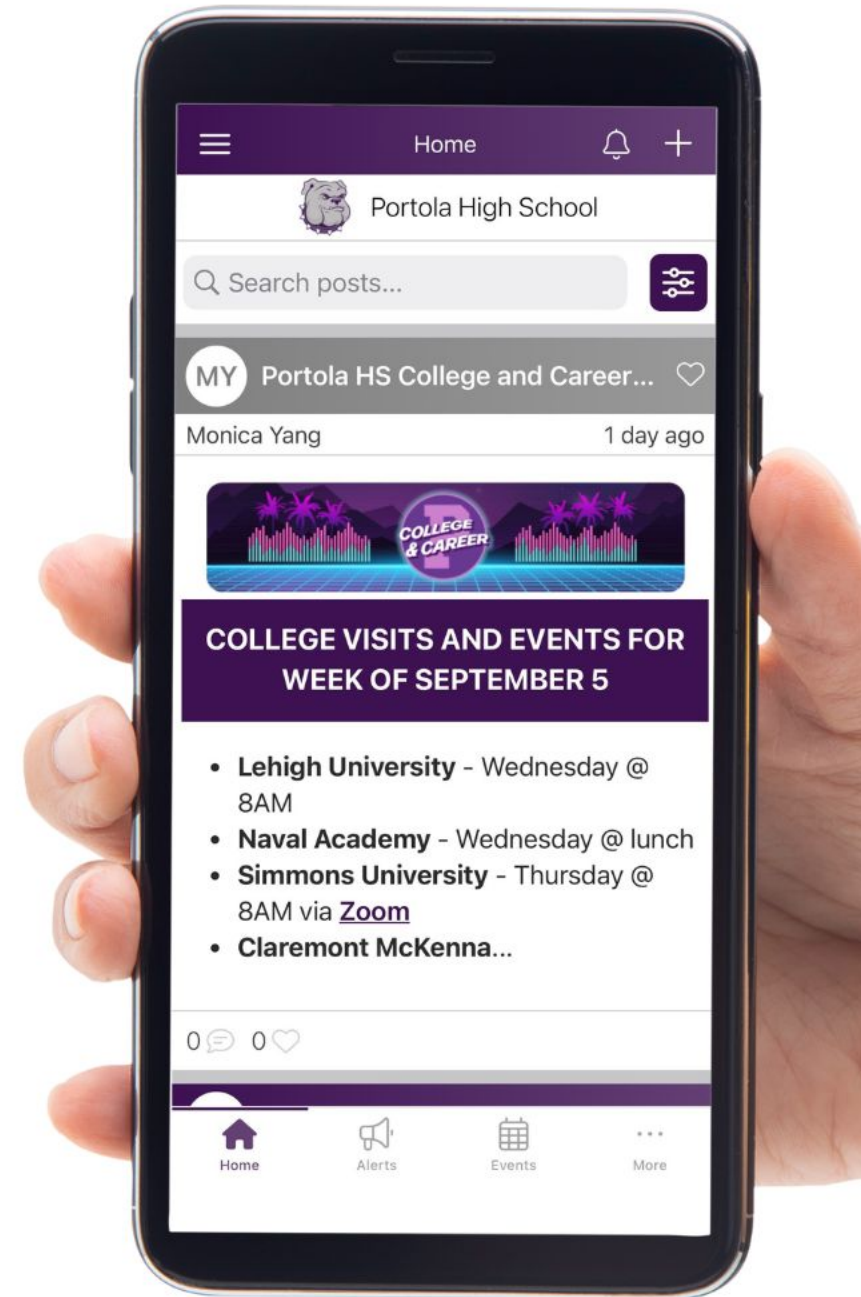 Home
Portola High School
Search posts...
MY Portola HS College and Career...
Monica Yang 1 day ago
P
COLLEGE
& CAREER
COLLEGE VISITS AND EVENTS FOR
WEEK OF SEPTEMBER 5
• Lehigh University - Wednesday @
8AM
• Naval Academy - Wednesday @ lunch
• Simmons University - Thursday @
8AM via Zoom
• Claremont McKenna...
0 0
Home Alerts Events More